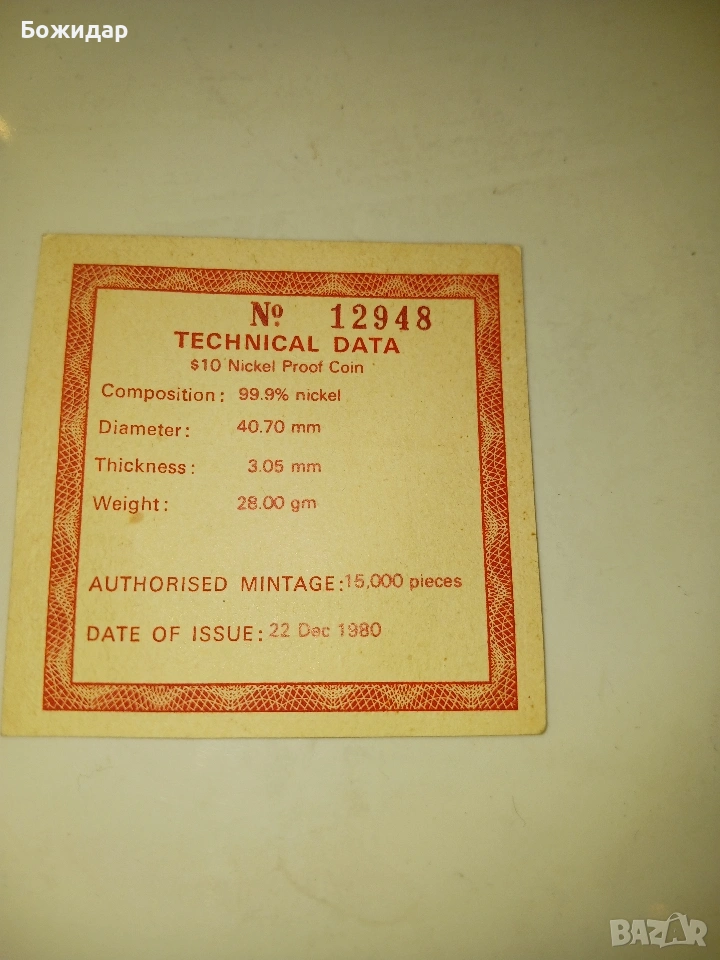 Божидар
Nº 12948
TECHNICAL DATA
$10 Nickel Proof Coin
Composition: 99.9% nickel
Diameter: 40.70 mm
Thickness: 3.05 mm
Weight: 28.00 gm
AUTHORISED MINTAGE: 15,000 pieces
DATE OF ISSUE: 22 Dec 1980
BAZAR